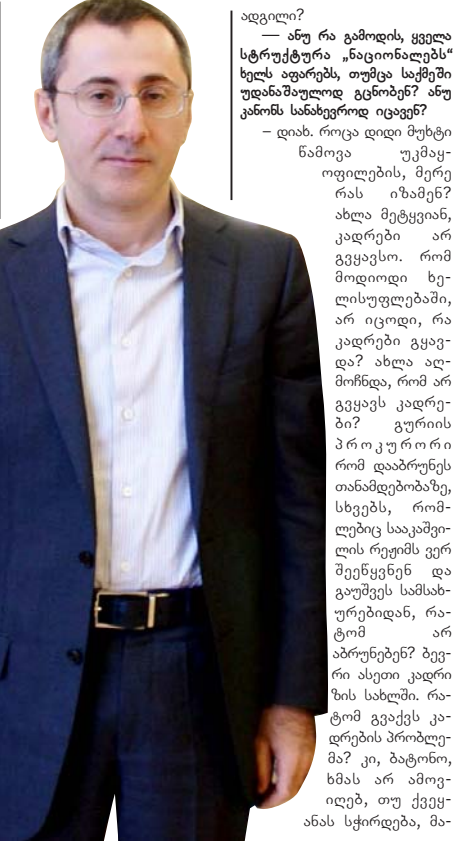 ადგილი?
— ანუ რა გამოდის, ყველა
სტრუქტურა „ნაციონალებს“
ხელს აფარებს, თუმცა საქმეში
უდანაშაულოდ გცნობენ? ანუ
კანონს სანახევროდ იცავენ?
– დიახ. როცა დიდი მუხტი
წამოვა უკმაყ-
ოფილების, მერე
რას იზამენ?
ახლა მეტყვიან,
კადრები არ
გვყავსო. რომ
მოდიოდი ხე-
ლისუფლებაში,
არ იცოდი, რა
კადრები გყავ-
და? ახლა აღ-
მოჩნდა, რომ არ
გვყავს კადრე-
ბი? გურიის
პროკურორი
რომ დააბრუნეს
თანამდებობაზე,
სხვებს, რომ-
ლებიც სააკაშვი-
ლის რეჟიმს ვერ
შეეწყვნენ და
გაუშვეს სამსახ-
ურებიდან, რა-
ტომ არ
აბრუნებენ? ბევ-
რი ასეთი კადრი
ზის სახლში. რა-
ტომ გვაქვს კა-
დრების პრობლე-
მა? კი, ბატონო,
ხმას არ ამოვ-
იღებ, თუ ქვეყ-
ანას სჭირდება, მა-